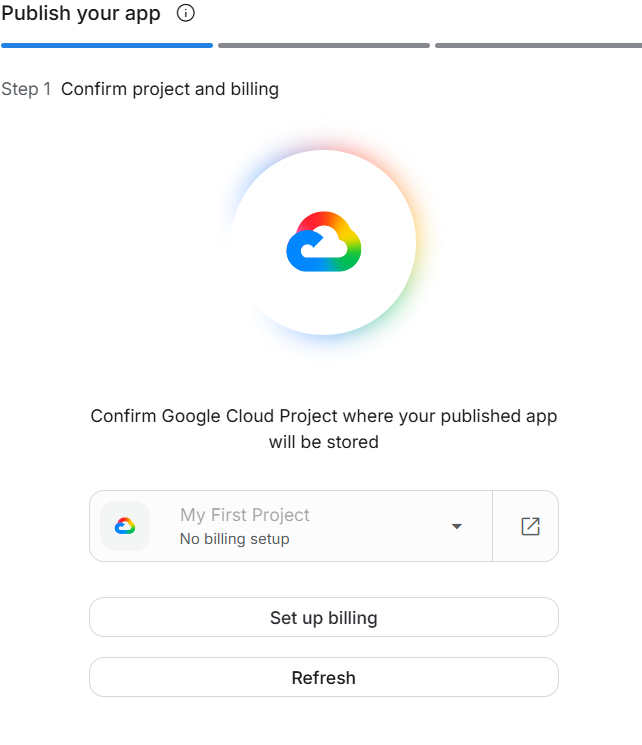 Publish your app
Step 1 Confirm project and billing
Confirm Google Cloud Project where your published app
will be stored
My First Project
No billing setup
Set up billing
Refresh